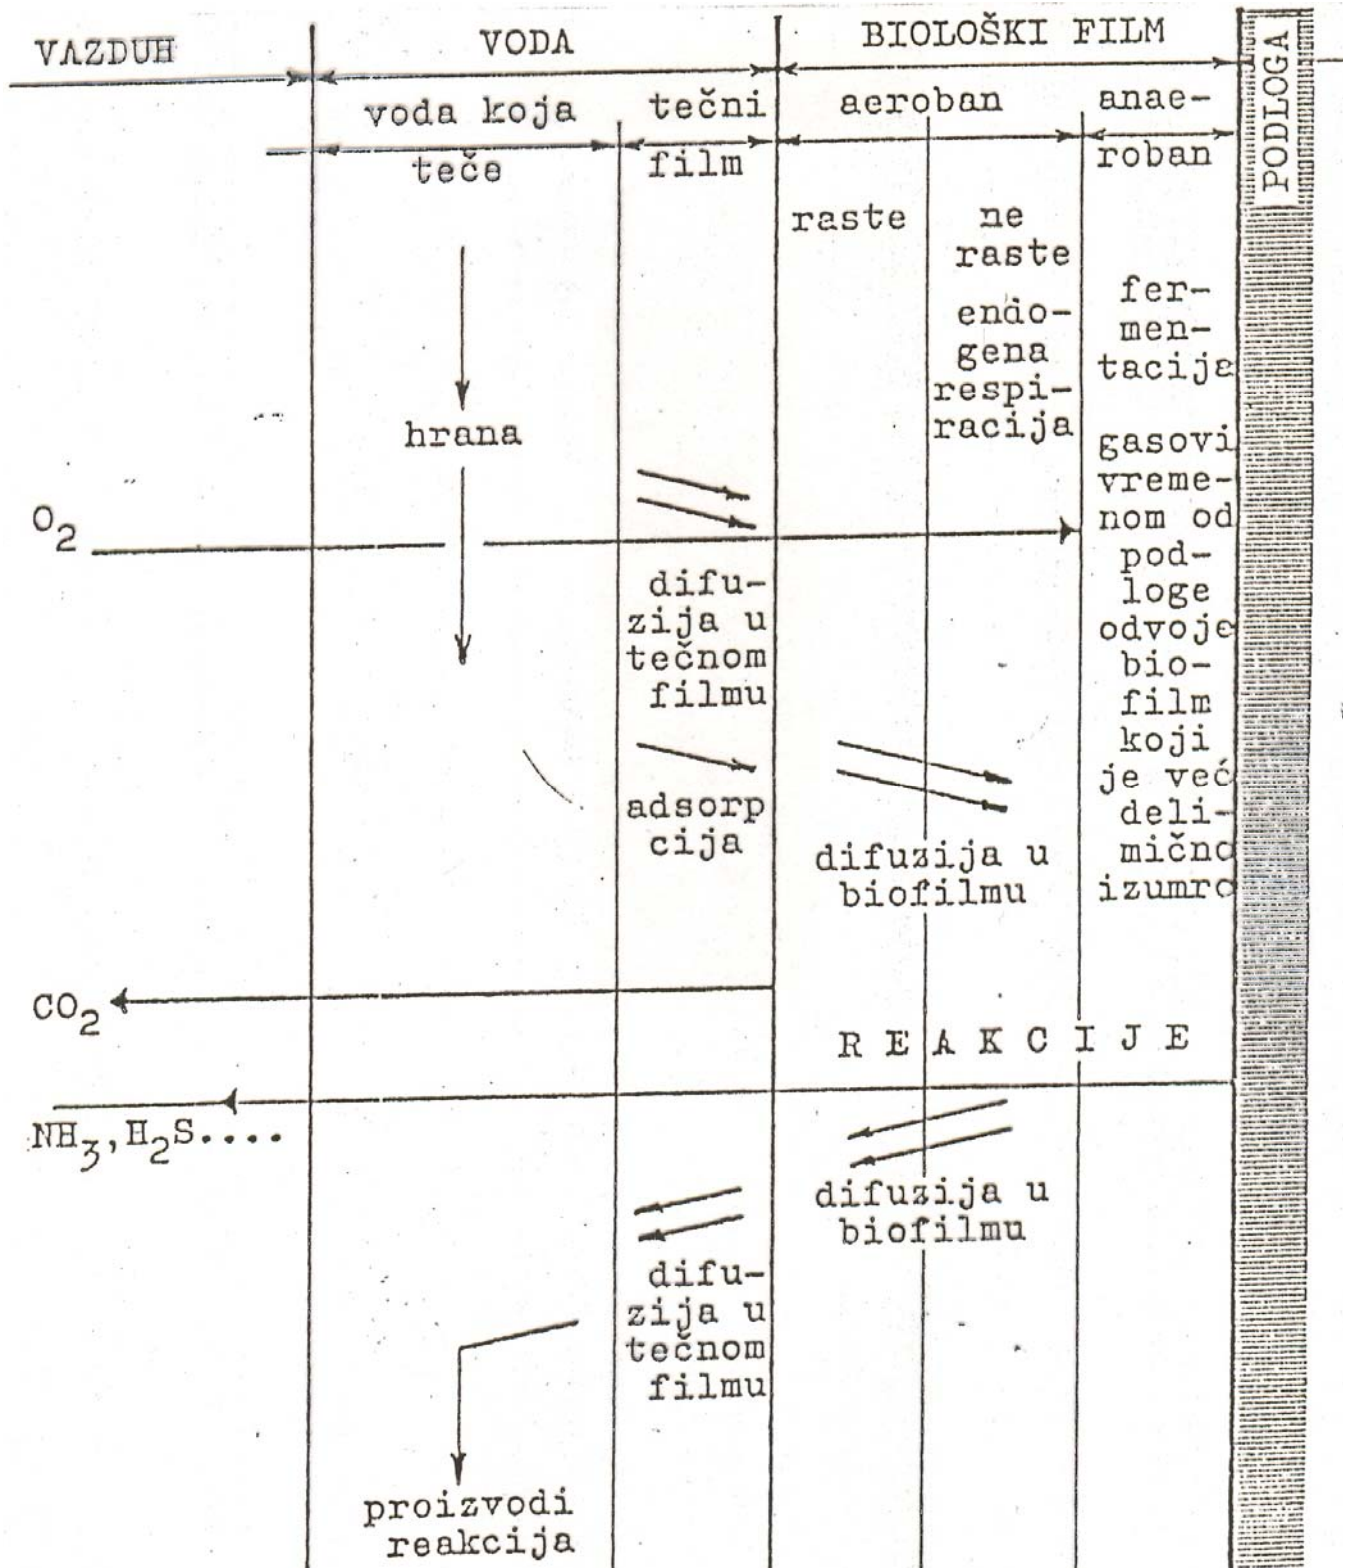 VAZDUH
VODA
BIOLOŠKI FILM
PODLOGA
voda koja
teče
tečni
film
aeroban
anae-
roban
raste
ne
raste
endo-
gena
respi-
racija
fer-
men-
tacija
gasovi
vreme-
nom od
pod-
loge
odvoje
bio-
film
koji
je već
deli-
mično
izumro
hrana
O₂
difu-
zija u
tečnom
filmu
adsorp
cija
difuzija u
biofilmu
CO₂
REAKCIJE
NH₃,H₂S....
difuzija u
biofilmu
difu-
zija u
tečnom
filmu
proizvodi
reakcija